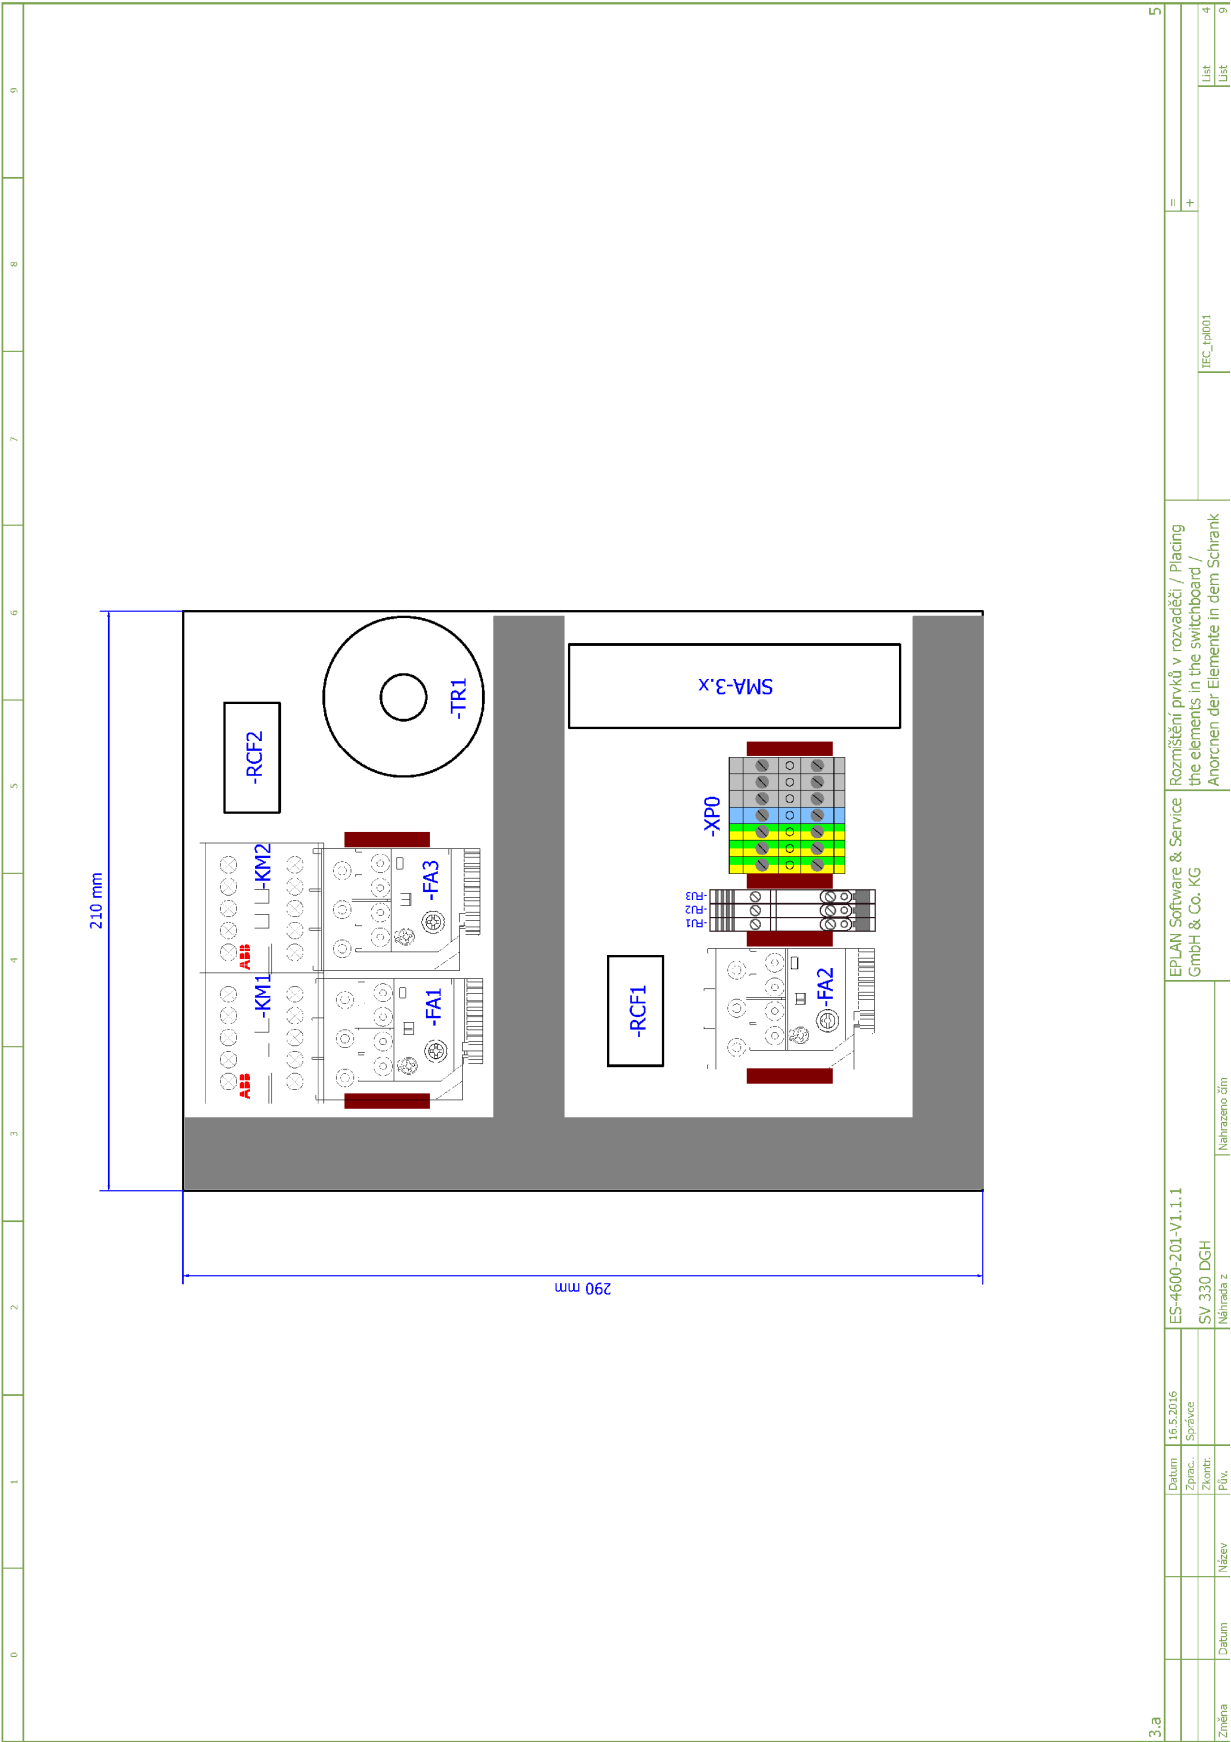 0
1
2
3
4
5
6
7
8
9
210 mm
290 mm
-KM1
-KM2
ABB
ABB
-RCF2
-FA1
-FA3
-TR1
-RCF1
-FA2
-FU1
-FU2
-FU3
-XP0
SMA-3.x
3.a
5
Změna
Datum
Název
Datum
16.5.2016
Zprac.
Správce
Zkontr.
Pův.
ES-4600-201-V1.1.1
SV 330 DGH
Náhrada z
Nahrazeno čím
EPLAN Software & Service
GmbH & Co. KG
Rozmístění prvků v rozvaděči / Placing
the elements in the switchboard /
Anorcnen der Elemente in dem Schrank
IEC_tpl001
=
+
List
4
List
9